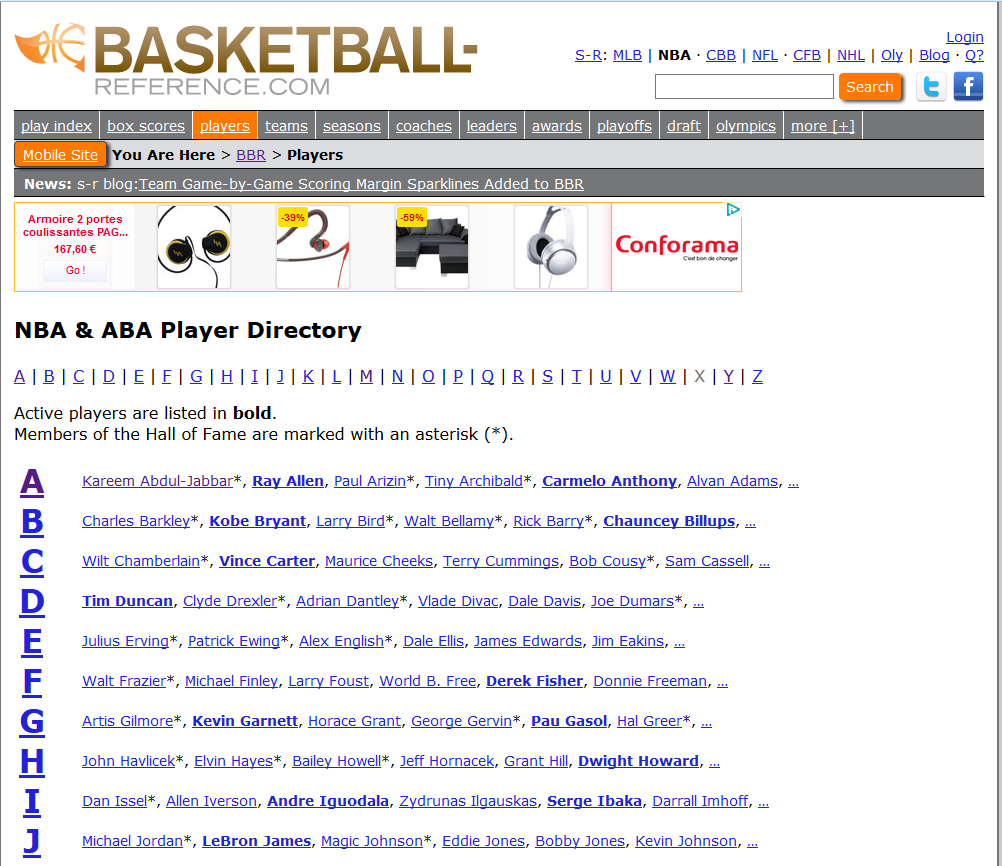 BASKETBALL-
REFERENCE.COM
Login
S-R: MLB | NBA · CBB | NFL · CFB | NHL | Oly | Blog · Q?
Search
play index box scores players teams seasons coaches leaders awards playoffs draft olympics more [+]
Mobile Site You Are Here > BBR > Players
News: s-r blog:Team Game-by-Game Scoring Margin Sparklines Added to BBR
Armoire 2 portes
coulissantes PAG...
167,60 €
Go !
-39%
-59%
Conforama
C'est bon de changer
NBA & ABA Player Directory
A | B | C | D | E | F | G | H | I | J | K | L | M | N | O | P | Q | R | S | T | U | V | W | X | Y | Z
Active players are listed in bold.
Members of the Hall of Fame are marked with an asterisk (*).
A Kareem Abdul-Jabbar*, Ray Allen, Paul Arizin*, Tiny Archibald*, Carmelo Anthony, Alvan Adams, ...
B Charles Barkley*, Kobe Bryant, Larry Bird*, Walt Bellamy*, Rick Barry*, Chauncey Billups, ...
C Wilt Chamberlain*, Vince Carter, Maurice Cheeks, Terry Cummings, Bob Cousy*, Sam Cassell, ...
D Tim Duncan, Clyde Drexler*, Adrian Dantley*, Vlade Divac, Dale Davis, Joe Dumars*, ...
E Julius Erving*, Patrick Ewing*, Alex English*, Dale Ellis, James Edwards, Jim Eakins, ...
F Walt Frazier*, Michael Finley, Larry Foust, World B. Free, Derek Fisher, Donnie Freeman, ...
G Artis Gilmore*, Kevin Garnett, Horace Grant, George Gervin*, Pau Gasol, Hal Greer*, ...
H John Havlicek*, Elvin Hayes*, Bailey Howell*, Jeff Hornacek, Grant Hill, Dwight Howard, ...
I Dan Issel*, Allen Iverson, Andre Iguodala, Zydrunas Ilgauskas, Serge Ibaka, Darrall Imhoff, ...
J Michael Jordan*, LeBron James, Magic Johnson*, Eddie Jones, Bobby Jones, Kevin Johnson, ...